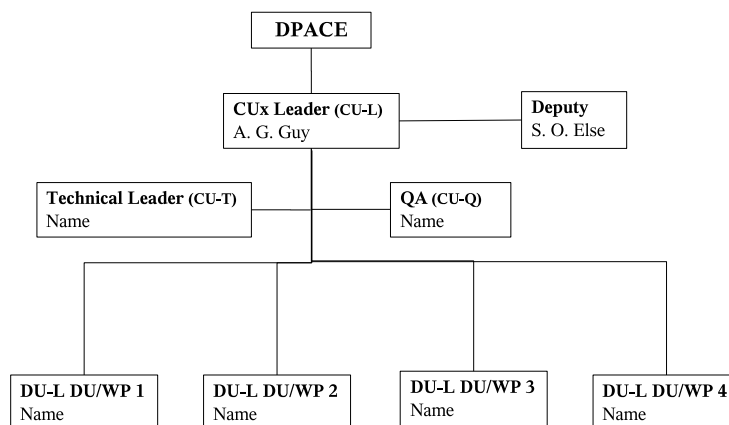 DPACE
CUx Leader (CU-L)
A. G. Guy
Deputy
S. O. Else
Technical Leader (CU-T)
Name
QA (CU-Q)
Name
DU-L DU/WP 1
Name
DU-L DU/WP 2
Name
DU-L DU/WP 3
Name
DU-L DU/WP 4
Name